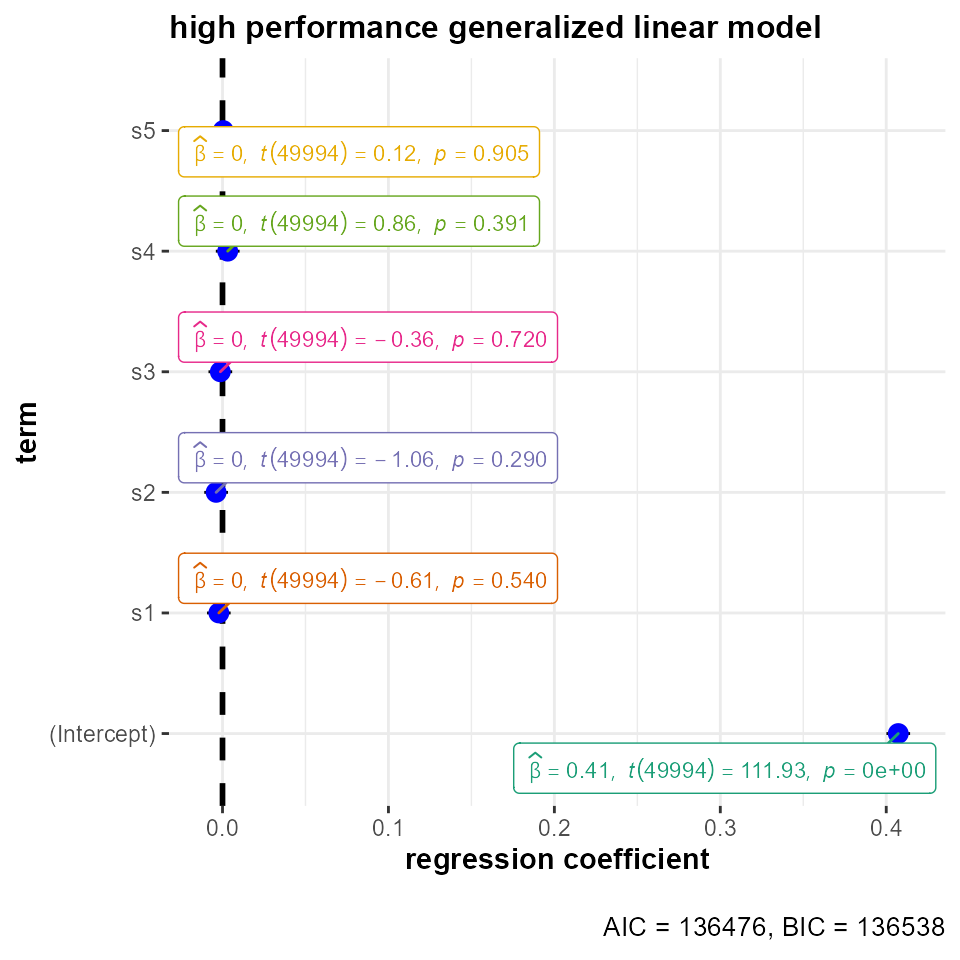 high performance generalized linear model
term
s5
β̂ = 0, t(49994) = 0.12, p = 0.905
β̂ = 0, t(49994) = 0.86, p = 0.391
s4
β̂ = 0, t(49994) = −0.36, p = 0.720
s3
β̂ = 0, t(49994) = −1.06, p = 0.290
s2
β̂ = 0, t(49994) = −0.61, p = 0.540
s1
(Intercept)
β̂ = 0.41, t(49994) = 111.93, p = 0e+00
0.0 0.1 0.2 0.3 0.4
regression coefficient
AIC = 136476, BIC = 136538